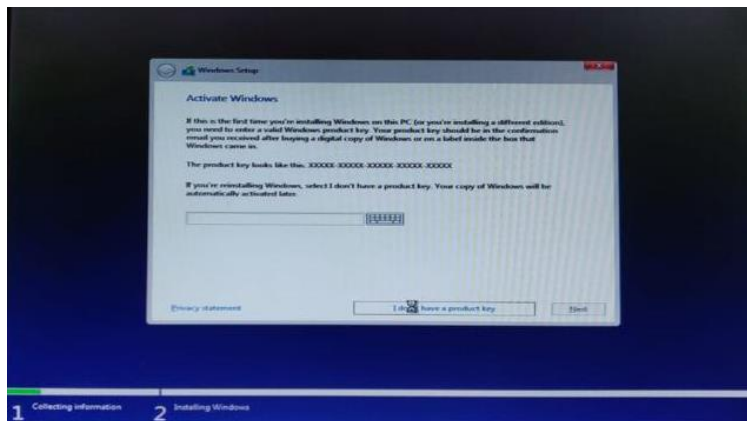 Windows Setup
Activate Windows
If this is the first time you're installing Windows on this PC (or you're installing a different edition),
you need to enter a valid Windows product key. Your product key should be in the confirmation
email you received after buying a digital copy of Windows or on a label inside the box that
Windows came in.
The product key looks like this: XXXXX-XXXXX-XXXXX-XXXXX-XXXXX
If you're reinstalling Windows, select I don't have a product key. Your copy of Windows will be
automatically activated later.
Privacy statement
I do have a product key
Next
1 Collecting information
2 Installing Windows